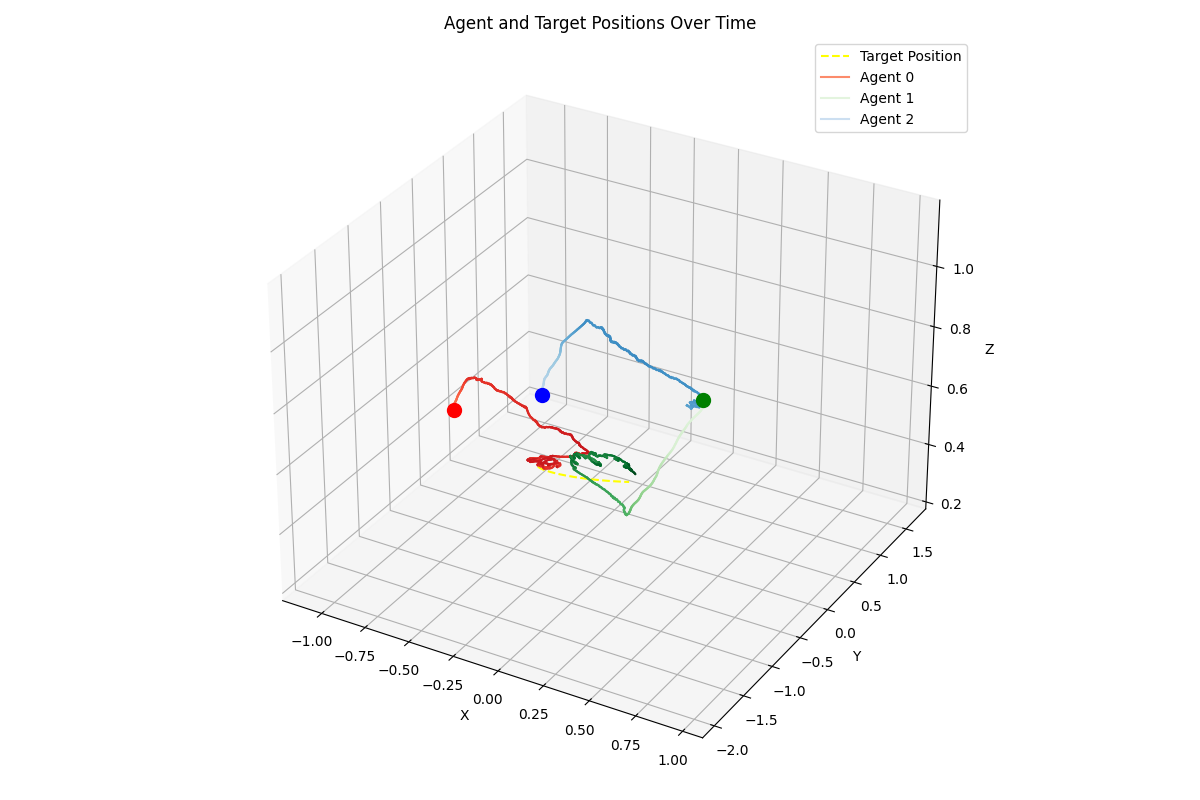 Agent and Target Positions Over Time
Target Position
Agent 0
Agent 1
Agent 2
1.0
0.8
Z
0.6
0.4
0.2
1.5
1.0
0.5
0.0
−0.5
Y
−1.0
−1.5
−2.0
−1.00
−0.75
−0.50
−0.25
0.00
X
0.25
0.50
0.75
1.00